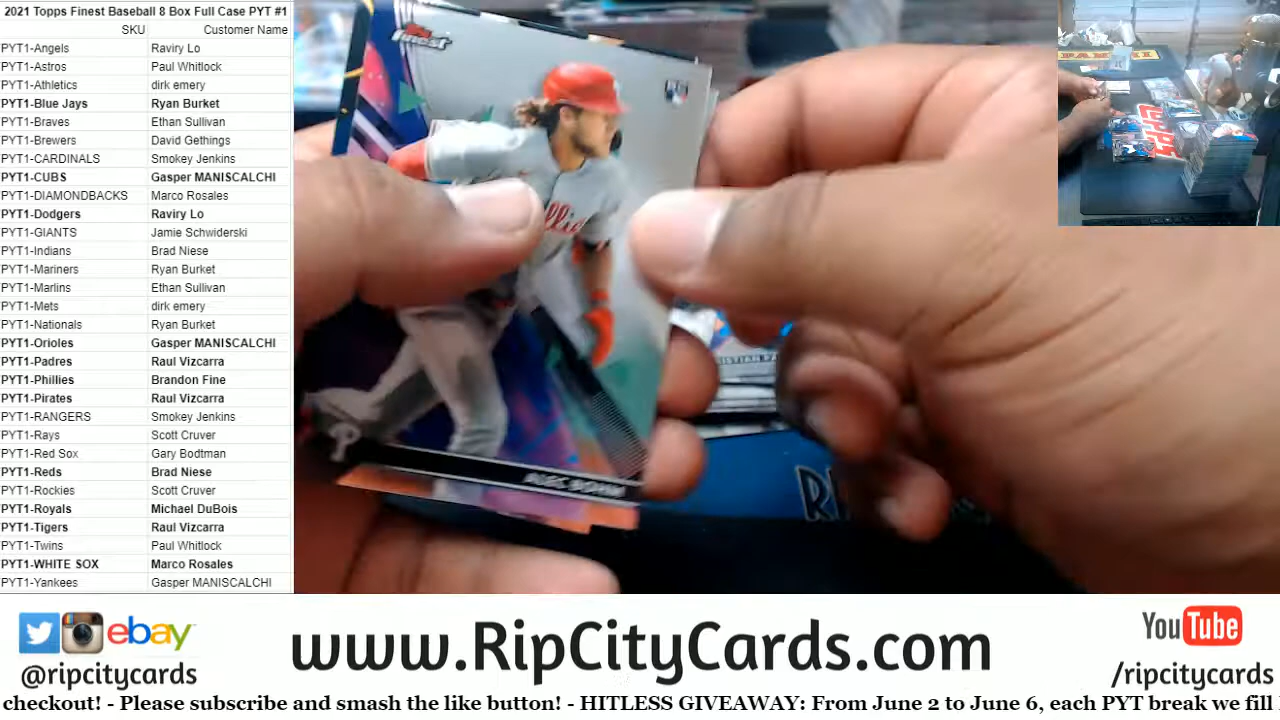 2021 Topps Finest Baseball 8 Box Full Case PYT #1
SKU Customer Name
PYT1-Angels Raviry Lo
PYT1-Astros Paul Whitlock
PYT1-Athletics dirk emery
PYT1-Blue Jays Ryan Burket
PYT1-Braves Ethan Sullivan
PYT1-Brewers David Gethings
PYT1-CARDINALS Smokey Jenkins
PYT1-CUBS Gasper MANISCALCHI
PYT1-DIAMONDBACKS Marco Rosales
PYT1-Dodgers Raviry Lo
PYT1-GIANTS Jamie Schwiderski
PYT1-Indians Brad Niese
PYT1-Mariners Ryan Burket
PYT1-Marlins Ethan Sullivan
PYT1-Mets dirk emery
PYT1-Nationals Ryan Burket
PYT1-Orioles Gasper MANISCALCHI
PYT1-Padres Raul Vizcarra
PYT1-Phillies Brandon Fine
PYT1-Pirates Raul Vizcarra
PYT1-RANGERS Smokey Jenkins
PYT1-Rays Scott Cruver
PYT1-Red Sox Gary Bodtman
PYT1-Reds Brad Niese
PYT1-Rockies Scott Cruver
PYT1-Royals Michael DuBois
PYT1-Tigers Raul Vizcarra
PYT1-Twins Paul Whitlock
PYT1-WHITE SOX Marco Rosales
PYT1-Yankees Gasper MANISCALCHI
Finest
ALEC BOHM
PANINI
Topps
ebay
@ripcitycards
www.RipCityCards.com
YouTube
/ripcitycards
checkout! - Please subscribe and smash the like button! - HITLESS GIVEAWAY: From June 2 to June 6, each PYT break we fill